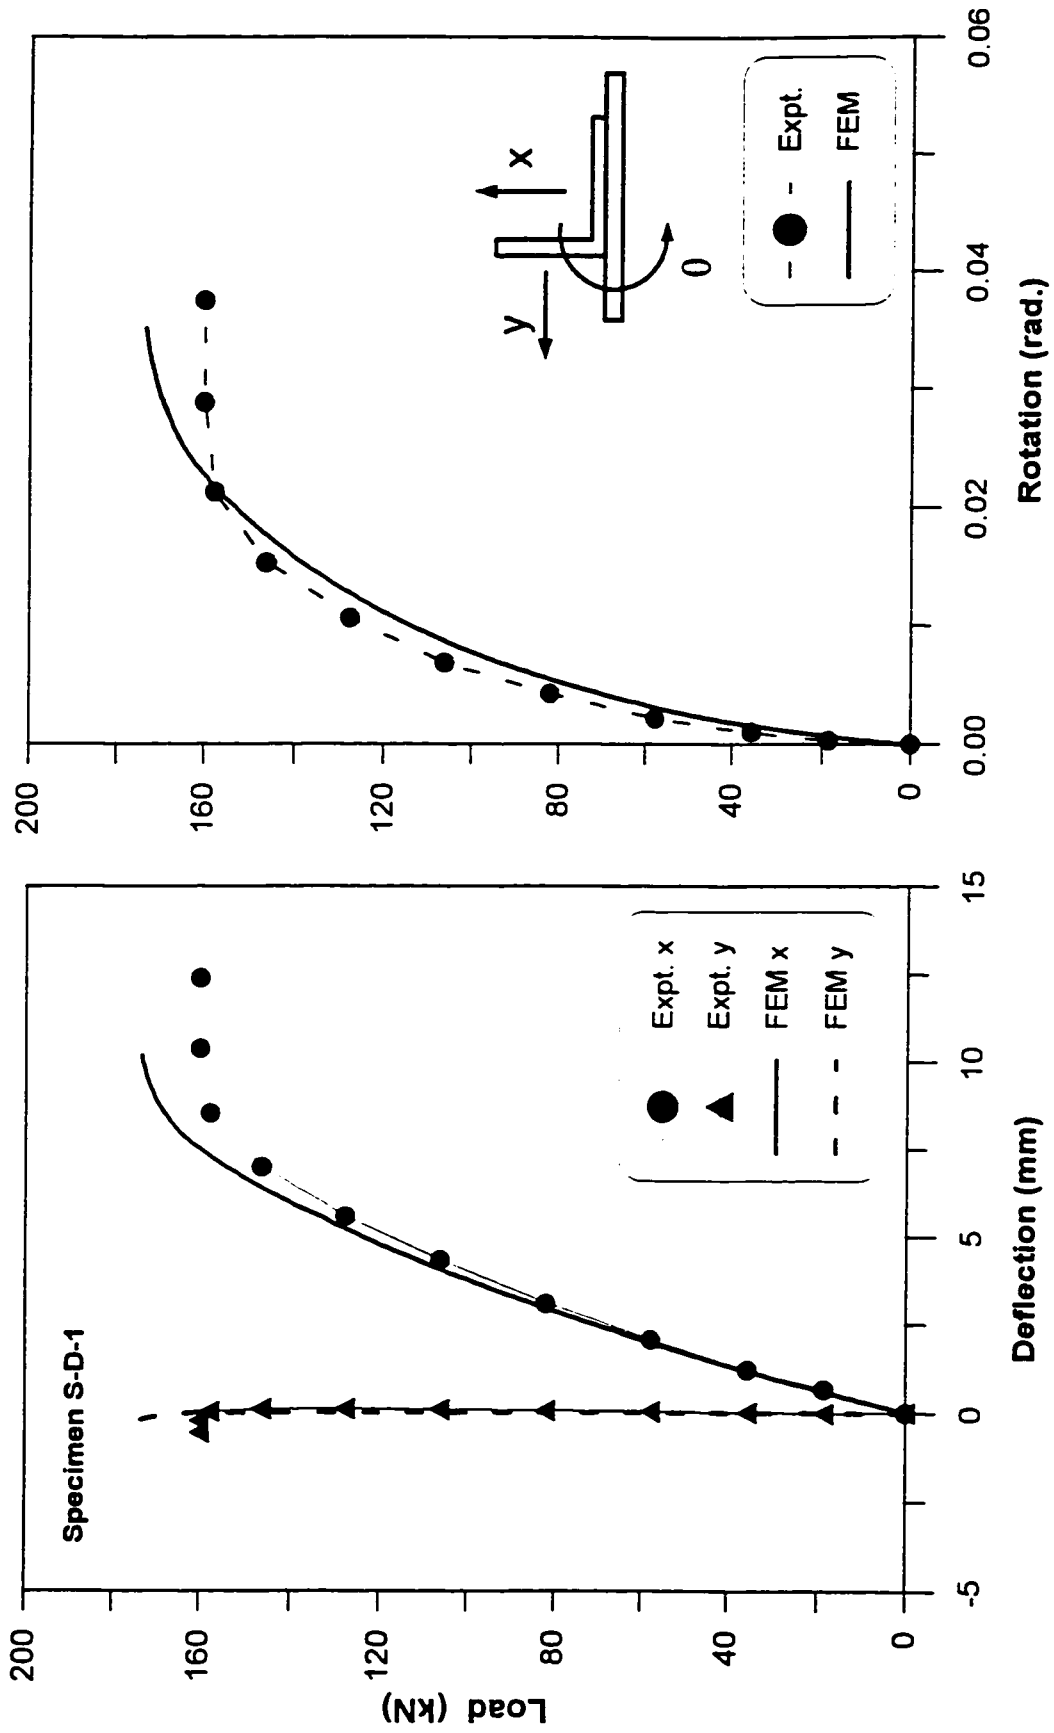 Specimen S-D-1
Load (kN)
200
160
120
80
40
0
-5
0
5
10
15
Deflection (mm)
Expt. x
Expt. y
FEM x
FEM y
200
160
120
80
40
0
0.00
0.02
0.04
0.06
Rotation (rad.)
y
x
θ
Expt.
FEM